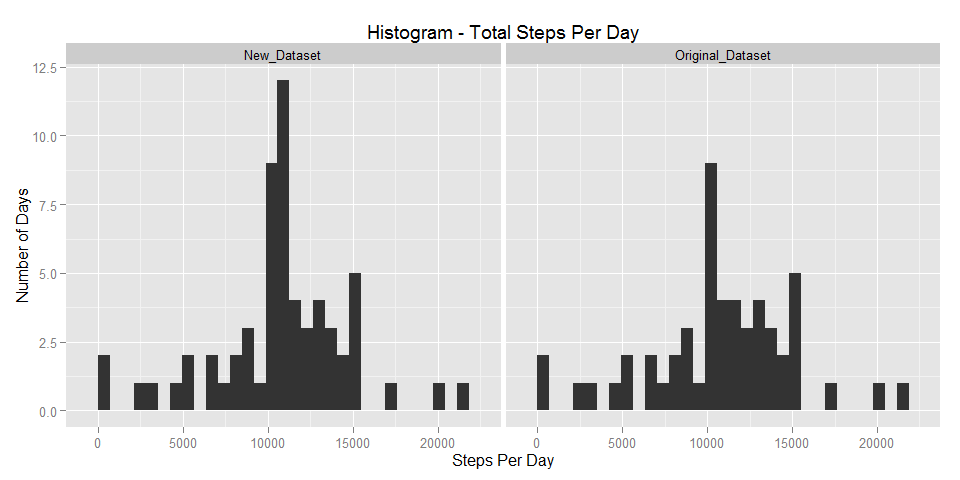 Histogram - Total Steps Per Day
New_Dataset
Original_Dataset
12.5
10.0
7.5
5.0
2.5
0.0
Number of Days
0 5000 10000 15000 20000
0 5000 10000 15000 20000
Steps Per Day